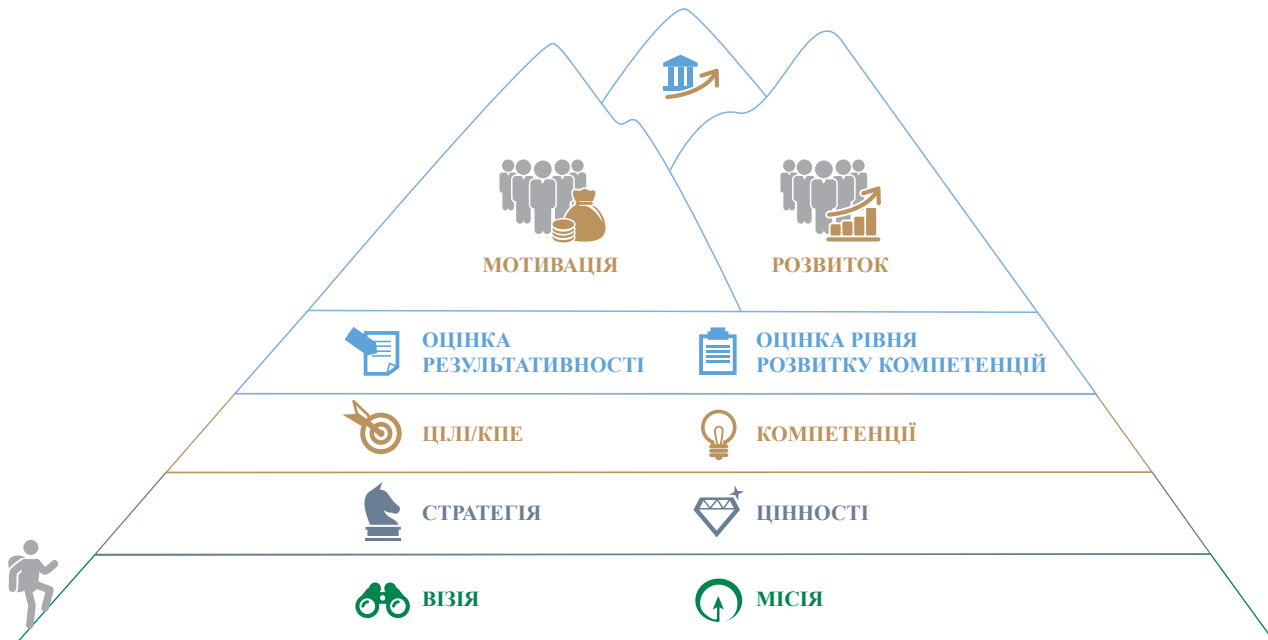 МОТИВАЦІЯ
РОЗВИТОК
ОЦІНКА
РЕЗУЛЬТАТИВНОСТІ
ОЦІНКА РІВНЯ
РОЗВИТКУ КОМПЕТЕНЦІЙ
ЦІЛІ/КПЕ
КОМПЕТЕНЦІЇ
СТРАТЕГІЯ
ЦІННОСТІ
ВІЗІЯ
МІСІЯ